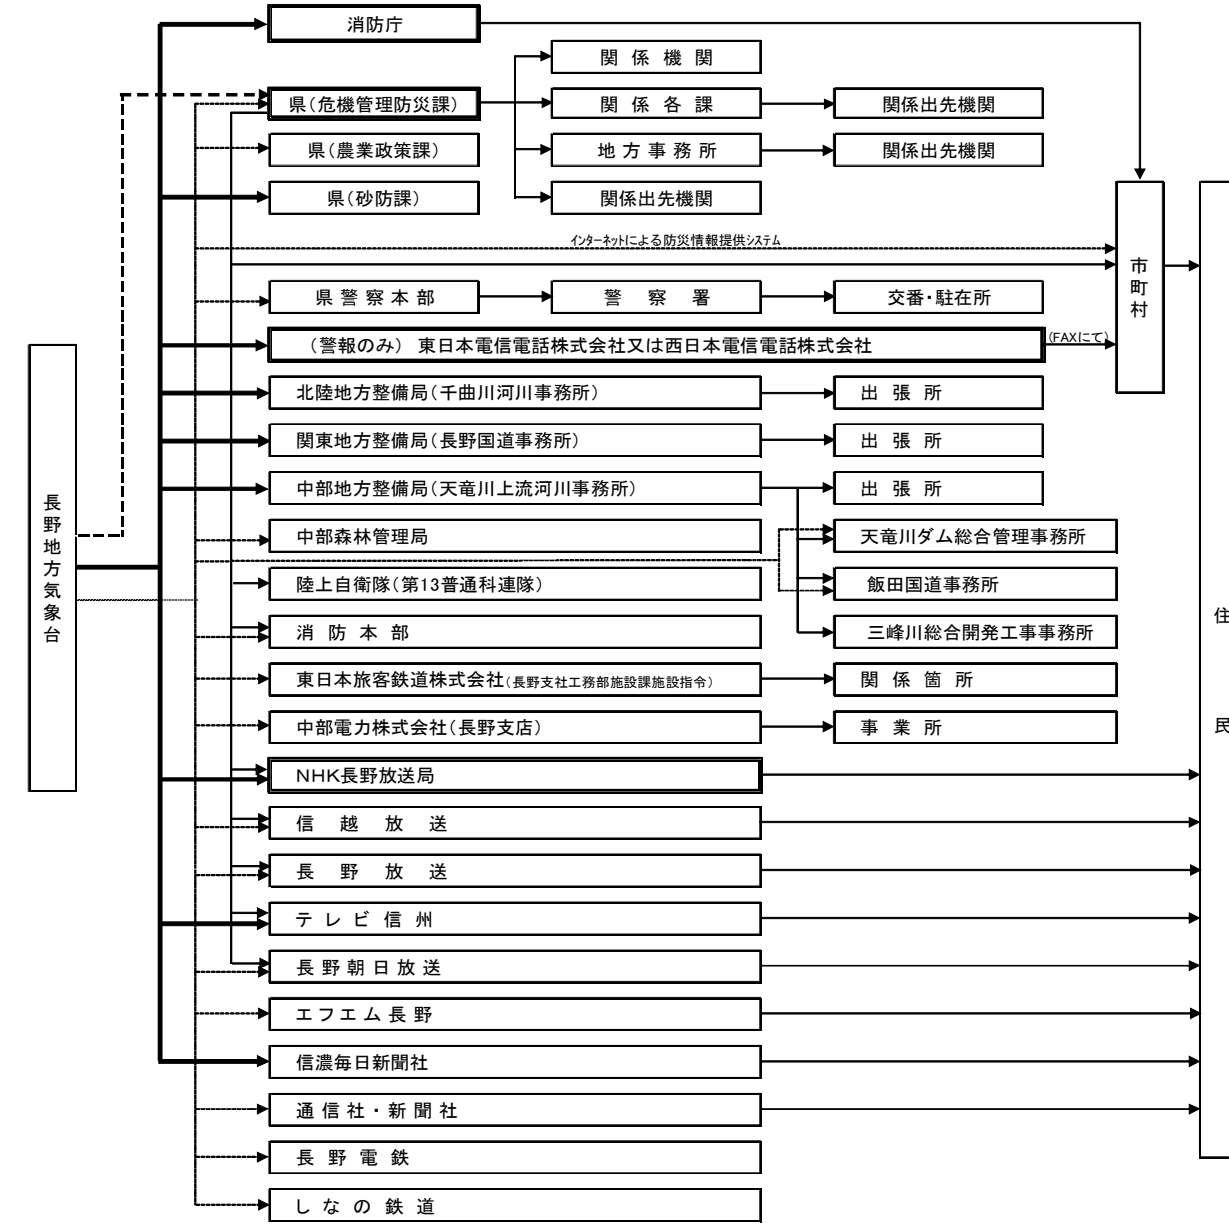 消防庁
関係機関
県(危機管理防災課)
関係各課
関係出先機関
県(農業政策課)
地方事務所
関係出先機関
県(砂防課)
関係出先機関
インターネットによる防災情報提供システム
市町村
県警察本部
警察署
交番・駐在所
(警報のみ) 東日本電信電話株式会社又は西日本電信電話株式会社
(FAXにて)
北陸地方整備局(千曲川河川事務所)
出張所
関東地方整備局(長野国道事務所)
出張所
中部地方整備局(天竜川上流河川事務所)
出張所
長野地方気象台
中部森林管理局
天竜川ダム総合管理事務所
陸上自衛隊(第13普通科連隊)
飯田国道事務所
住民
消防本部
三峰川総合開発工事事務所
東日本旅客鉄道株式会社(長野支社工務部施設課施設指令)
関係箇所
中部電力株式会社(長野支店)
事業所
NHK長野放送局
信越放送
長野放送
テレビ信州
長野朝日放送
エフエム長野
信濃毎日新聞社
通信社・新聞社
長野電鉄
しなの鉄道